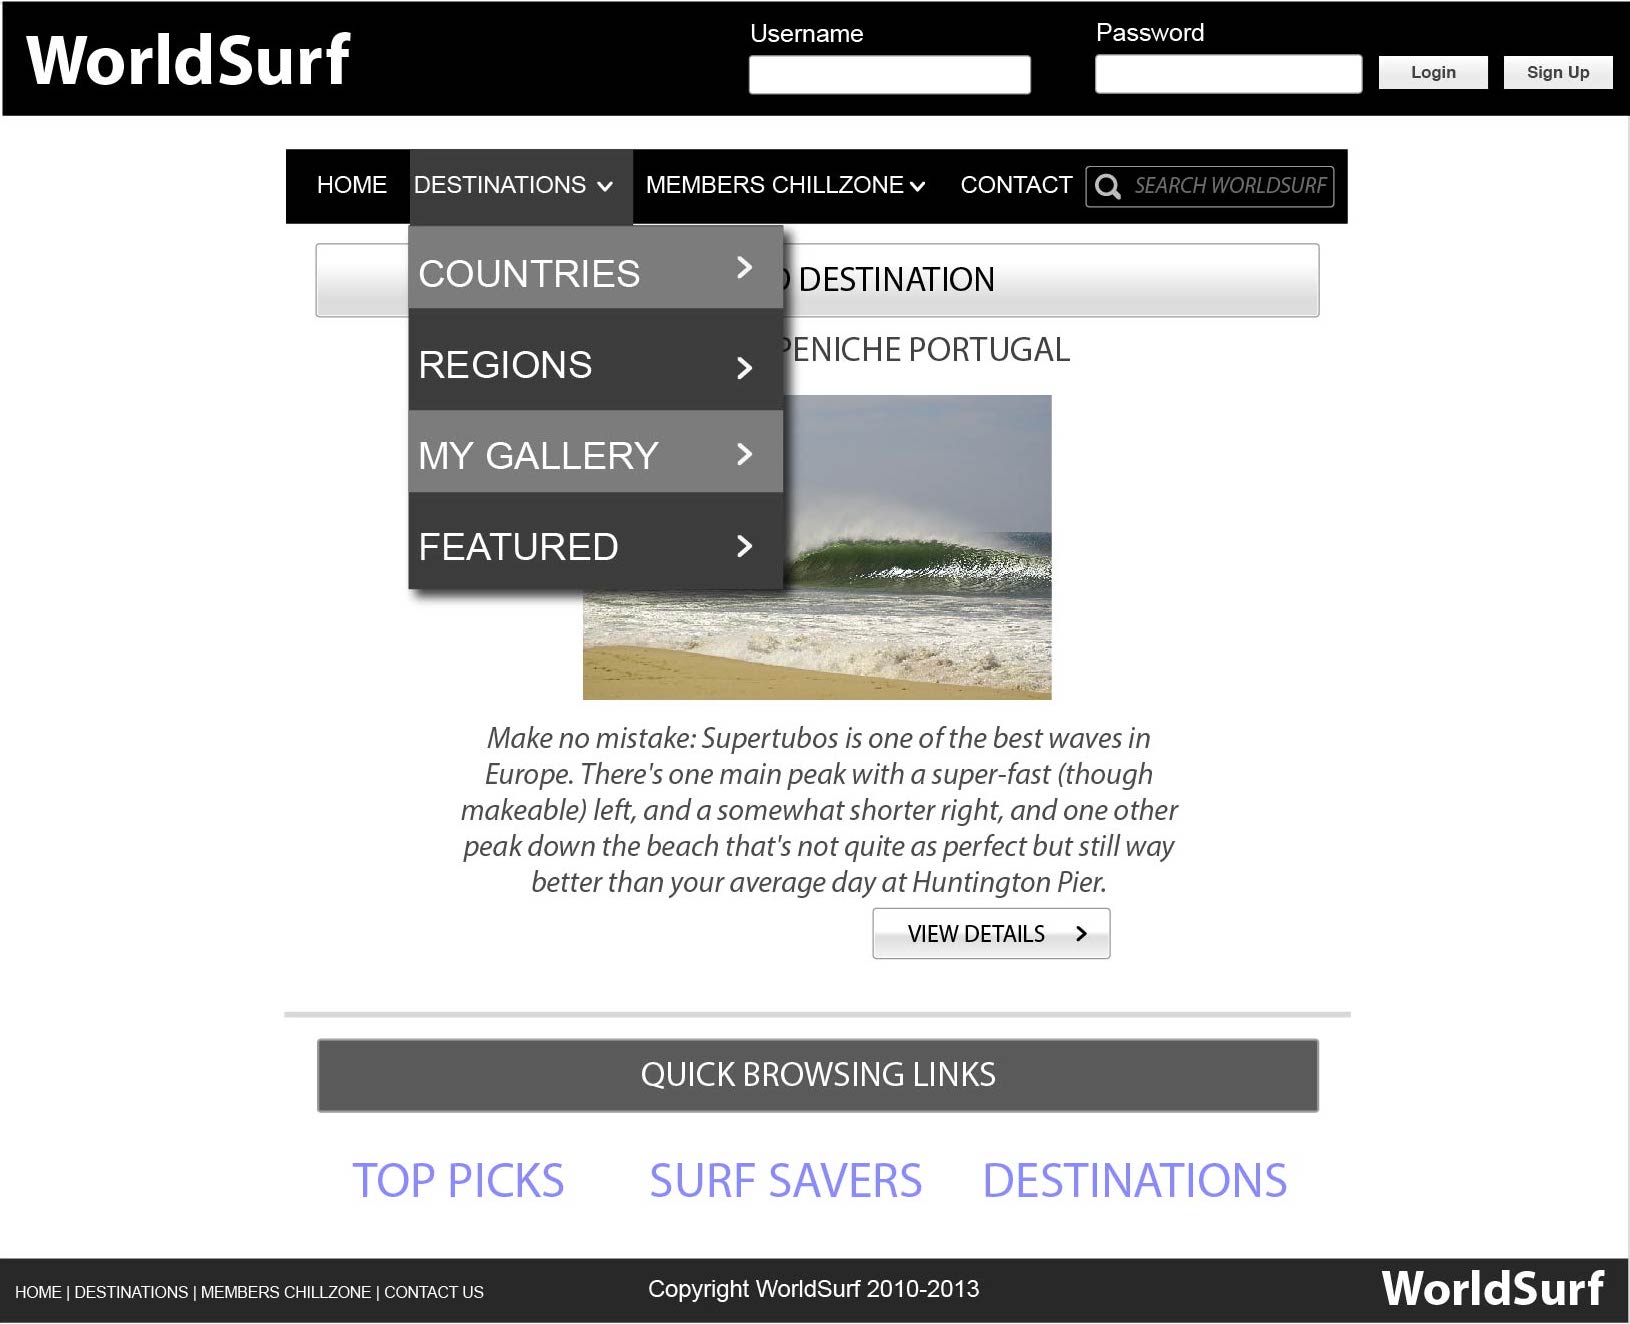 WorldSurf
Username
Password
Login
Sign Up
HOME
DESTINATIONS
MEMBERS CHILLZONE
CONTACT
SEARCH WORLDSURF
COUNTRIES
REGIONS
MY GALLERY
FEATURED
DESTINATION
PENICHE PORTUGAL
Make no mistake: Supertubos is one of the best waves in
Europe. There's one main peak with a super-fast (though
makeable) left, and a somewhat shorter right, and one other
peak down the beach that's not quite as perfect but still way
better than your average day at Huntington Pier.
VIEW DETAILS
QUICK BROWSING LINKS
TOP PICKS
SURF SAVERS
DESTINATIONS
HOME | DESTINATIONS | MEMBERS CHILLZONE | CONTACT US
Copyright WorldSurf 2010-2013
WorldSurf